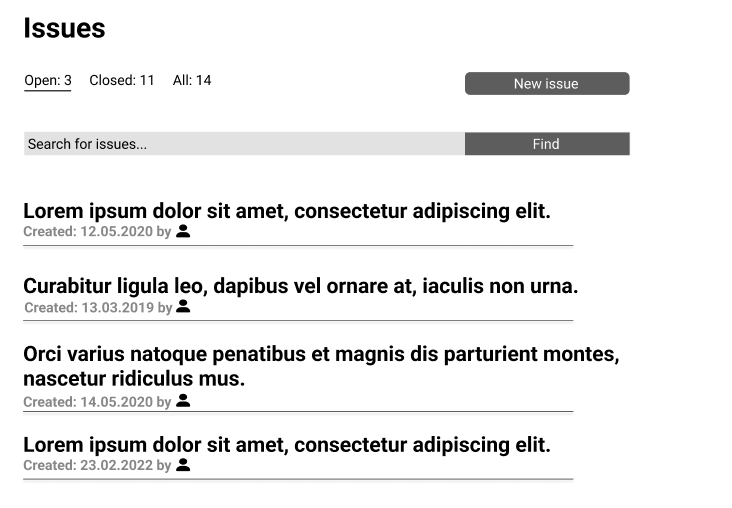 Issues
Open: 3 Closed: 11 All: 14
New issue
Search for issues...
Find
Lorem ipsum dolor sit amet, consectetur adipiscing elit.
Created: 12.05.2020 by
Curabitur ligula leo, dapibus vel ornare at, iaculis non urna.
Created: 13.03.2019 by
Orci varius natoque penatibus et magnis dis parturient montes,
nascetur ridiculus mus.
Created: 14.05.2020 by
Lorem ipsum dolor sit amet, consectetur adipiscing elit.
Created: 23.02.2022 by